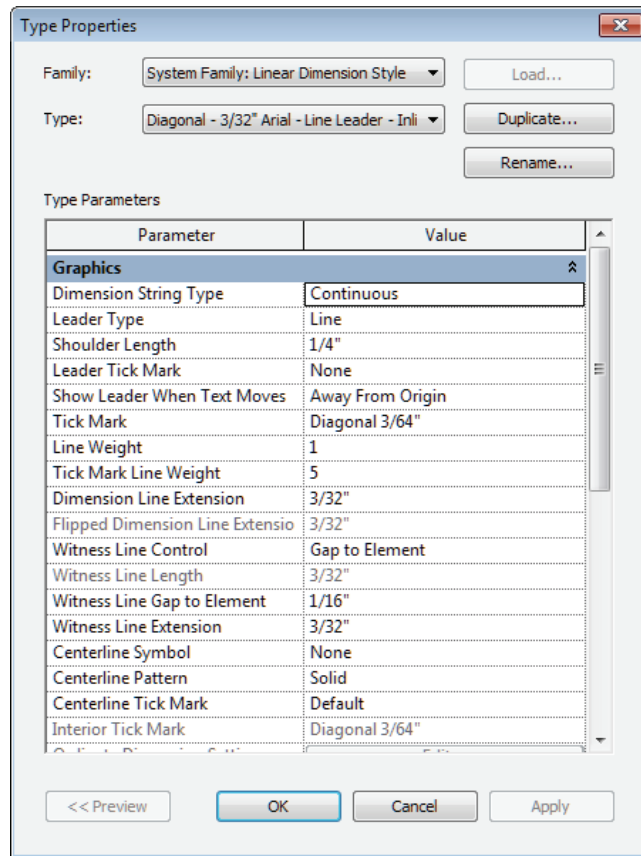 Type Properties
Family: System Family: Linear Dimension Style Load...
Type: Diagonal - 3/32" Arial - Line Leader - Inli Duplicate...
Rename...
Type Parameters
Parameter Value
Graphics
Dimension String Type Continuous
Leader Type Line
Shoulder Length 1/4"
Leader Tick Mark None
Show Leader When Text Moves Away From Origin
Tick Mark Diagonal 3/64"
Line Weight 1
Tick Mark Line Weight 5
Dimension Line Extension 3/32"
Flipped Dimension Line Extensio 3/32"
Witness Line Control Gap to Element
Witness Line Length 3/32"
Witness Line Gap to Element 1/16"
Witness Line Extension 3/32"
Centerline Symbol None
Centerline Pattern Solid
Centerline Tick Mark Default
Interior Tick Mark Diagonal 3/64"
<< Preview OK Cancel Apply